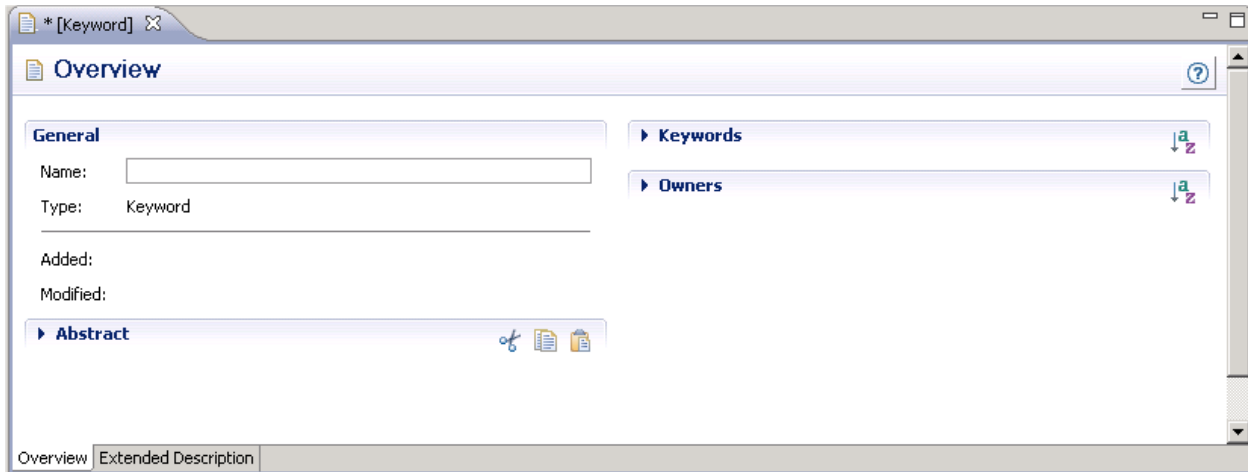 * [Keyword]
Overview
General
Name:
Type: Keyword
Added:
Modified:
Abstract
Keywords
Owners
Overview Extended Description